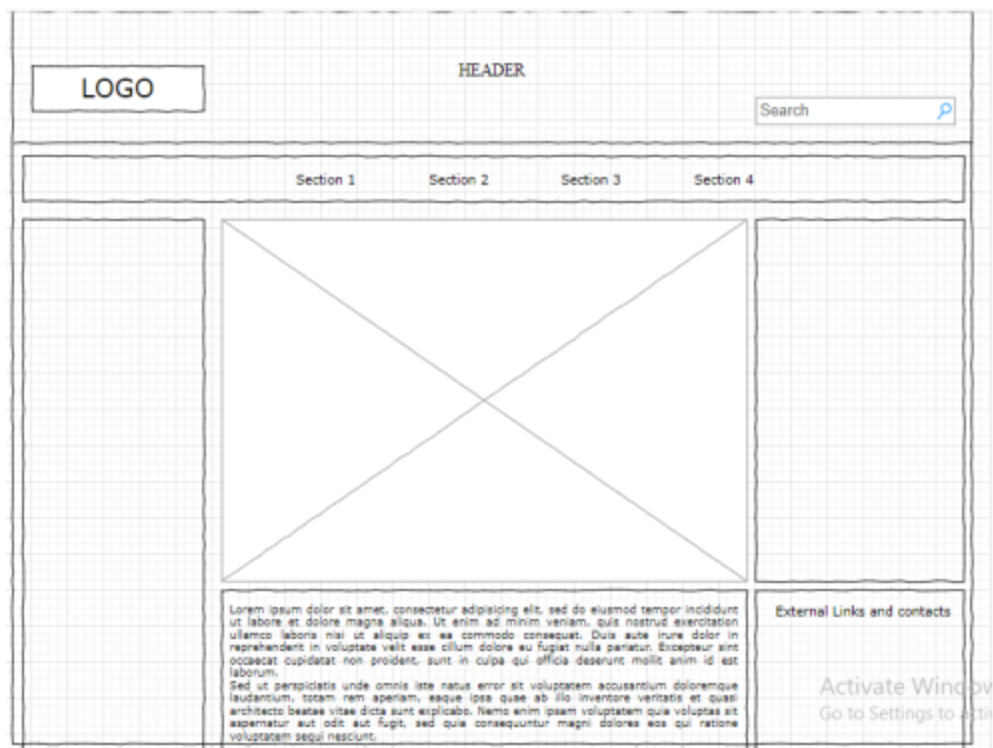 HEADER
LOGO
Search
Section 1 Section 2 Section 3 Section 4
Lorem ipsum dolor sit amet, consectetur adipisicing elit, sed do eiusmod tempor incididunt
ut labore et dolore magna aliqua. Ut enim ad minim veniam, quis nostrud exercitation
ullamco laboris nisi ut aliquip ex ea commodo consequat. Duis aute irure dolor in
reprehenderit in voluptate velit esse cillum dolore eu fugiat nulla pariatur. Excepteur sint
occaecat cupidatat non proident, sunt in culpa qui officia deserunt mollit anim id est
laborum.
Sed ut perspiciatis unde omnis iste natus error sit voluptatem accusantium doloremque
laudantium, totam rem aperiam, eaque ipsa quae ab illo inventore veritatis et quasi
architecto beatae vitae dicta sunt explicabo. Nemo enim ipsam voluptatem quia voluptas sit
aspernatur aut odit aut fugit, sed quia consequuntur magni dolores eos qui ratione
voluptatem sequi nesciunt.
External Links and contacts
Activate Window
Go to Settings to activ